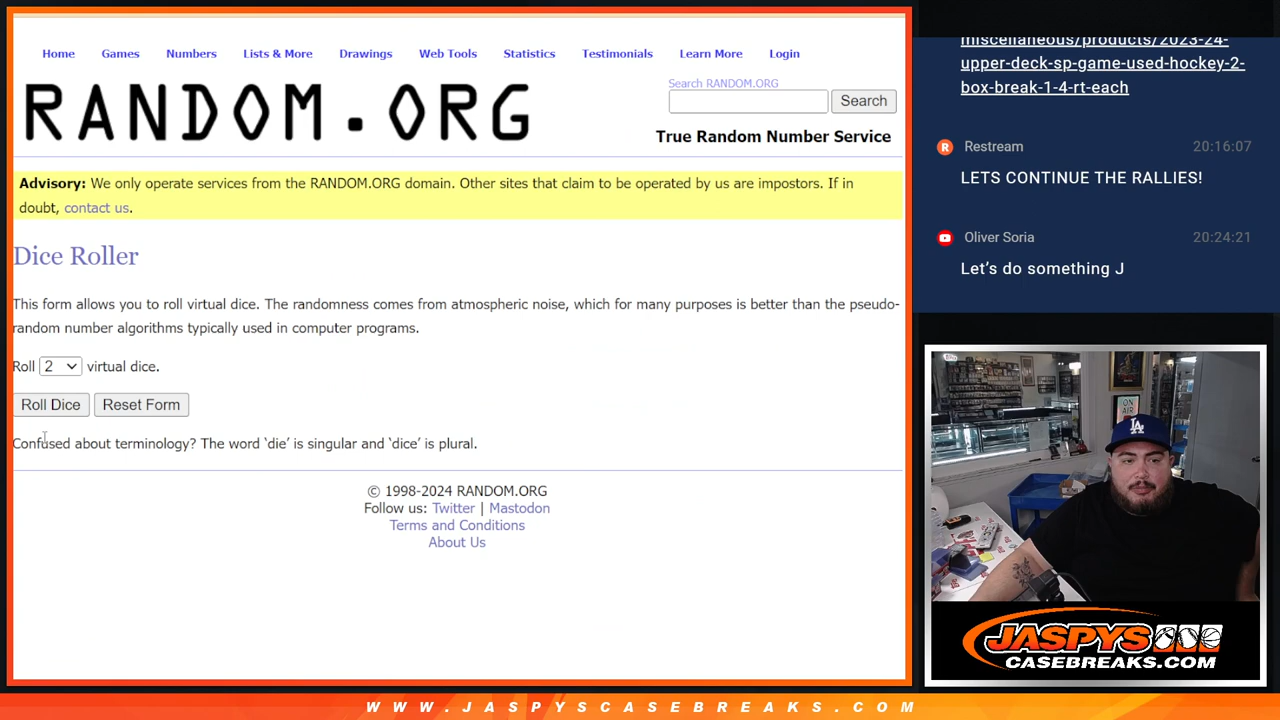 Home Games Numbers Lists & More Drawings Web Tools Statistics Testimonials Learn More Login
RANDOM.ORG
Search RANDOM.ORG
Search
True Random Number Service
Advisory: We only operate services from the RANDOM.ORG domain. Other sites that claim to be operated by us are impostors. If in
doubt, contact us.
Dice Roller
This form allows you to roll virtual dice. The randomness comes from atmospheric noise, which for many purposes is better than the pseudo-
random number algorithms typically used in computer programs.
Roll 2 virtual dice.
Roll Dice Reset Form
Confused about terminology? The word ‘die’ is singular and ‘dice’ is plural.
© 1998-2024 RANDOM.ORG
Follow us: Twitter | Mastodon
Terms and Conditions
About Us
miscellaneous/products/2023-24-
upper-deck-sp-game-used-hockey-2-
box-break-1-4-rt-each
R Restream 20:16:07
LETS CONTINUE THE RALLIES!
Oliver Soria 20:24:21
Let’s do something J
ON
AIR
LA
JASPYS
CASEBREAKS.COM
WWW.JASPYSCASEBREAKS.COM